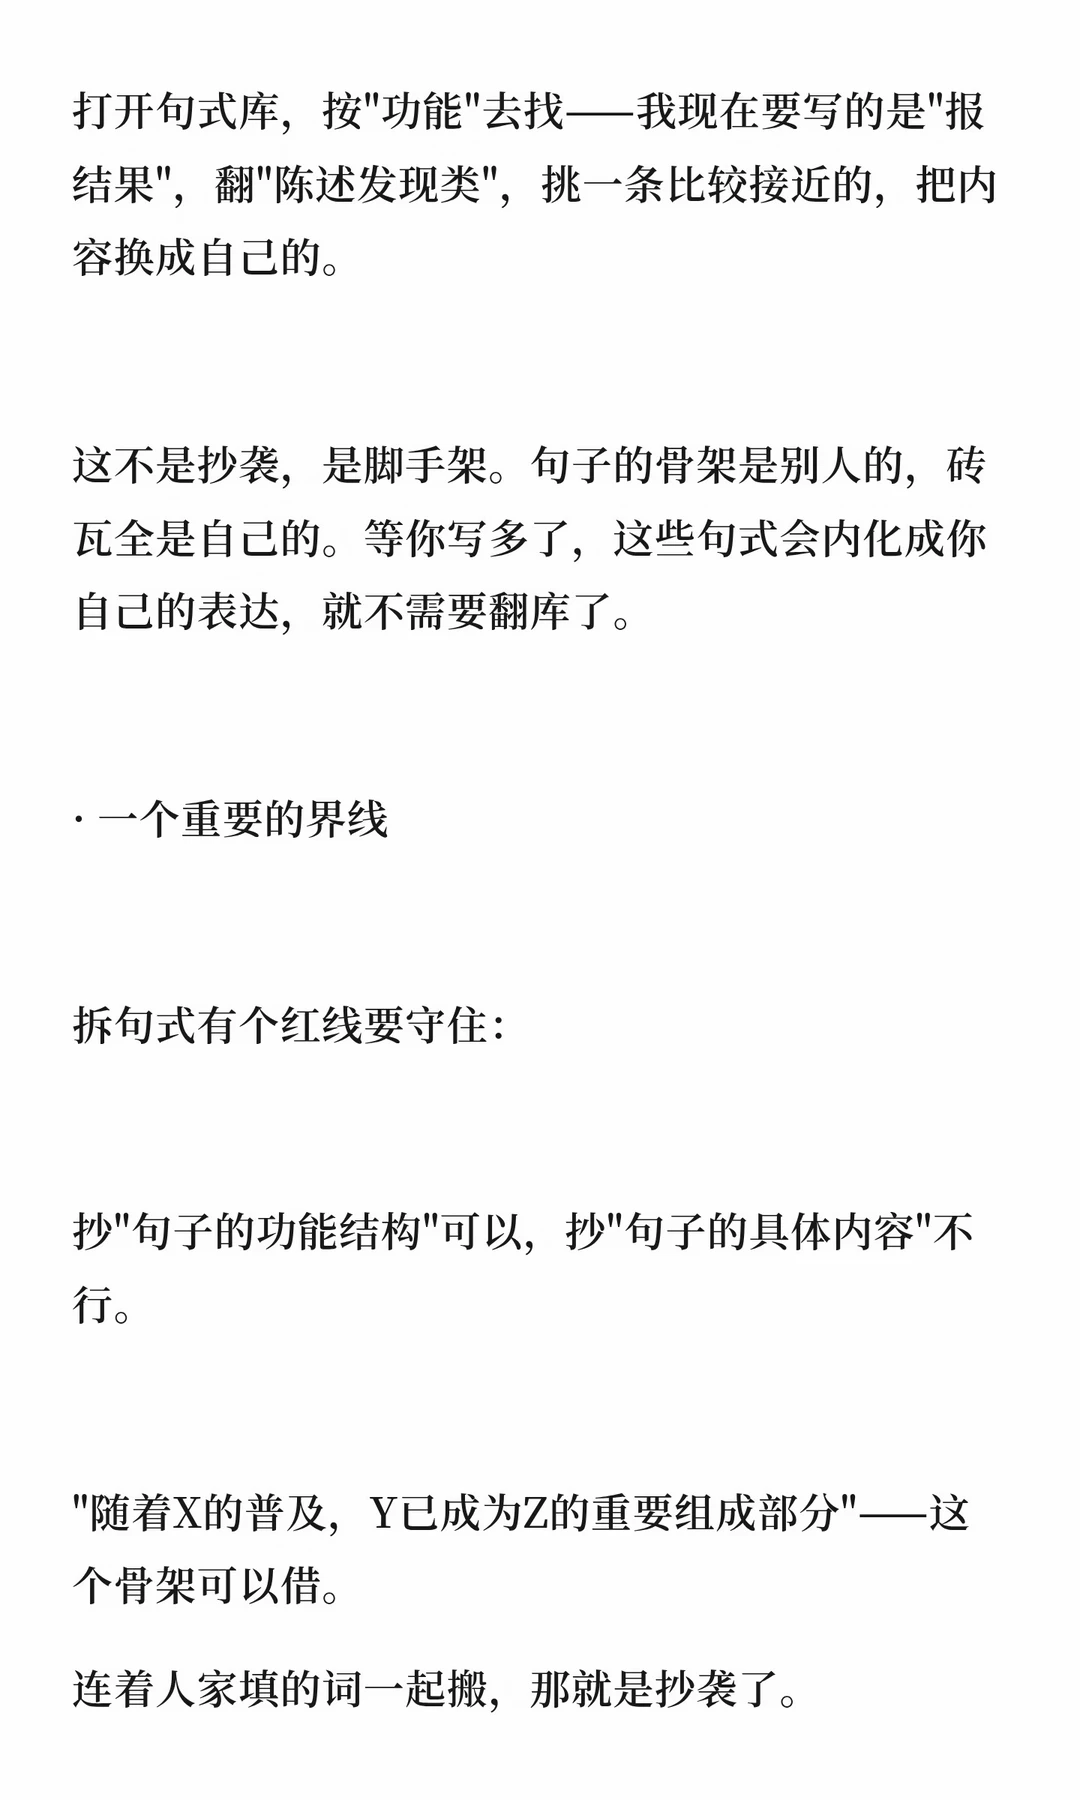 打开句式库，按"功能"去找——我现在要写的是"报
结果"，翻"陈述发现类"，挑一条比较接近的，把内
容换成自己的。
这不是抄袭，是脚手架。句子的骨架是别人的，砖
瓦全是自己的。等你写多了，这些句式会内化成你
自己的表达，就不需要翻库了。
· 一个重要的界线
拆句式有个红线要守住：
抄"句子的功能结构"可以，抄"句子的具体内容"不
行。
"随着X的普及，Y已成为Z的重要组成部分"——这
个骨架可以借。
连着人家填的词一起搬，那就是抄袭了。